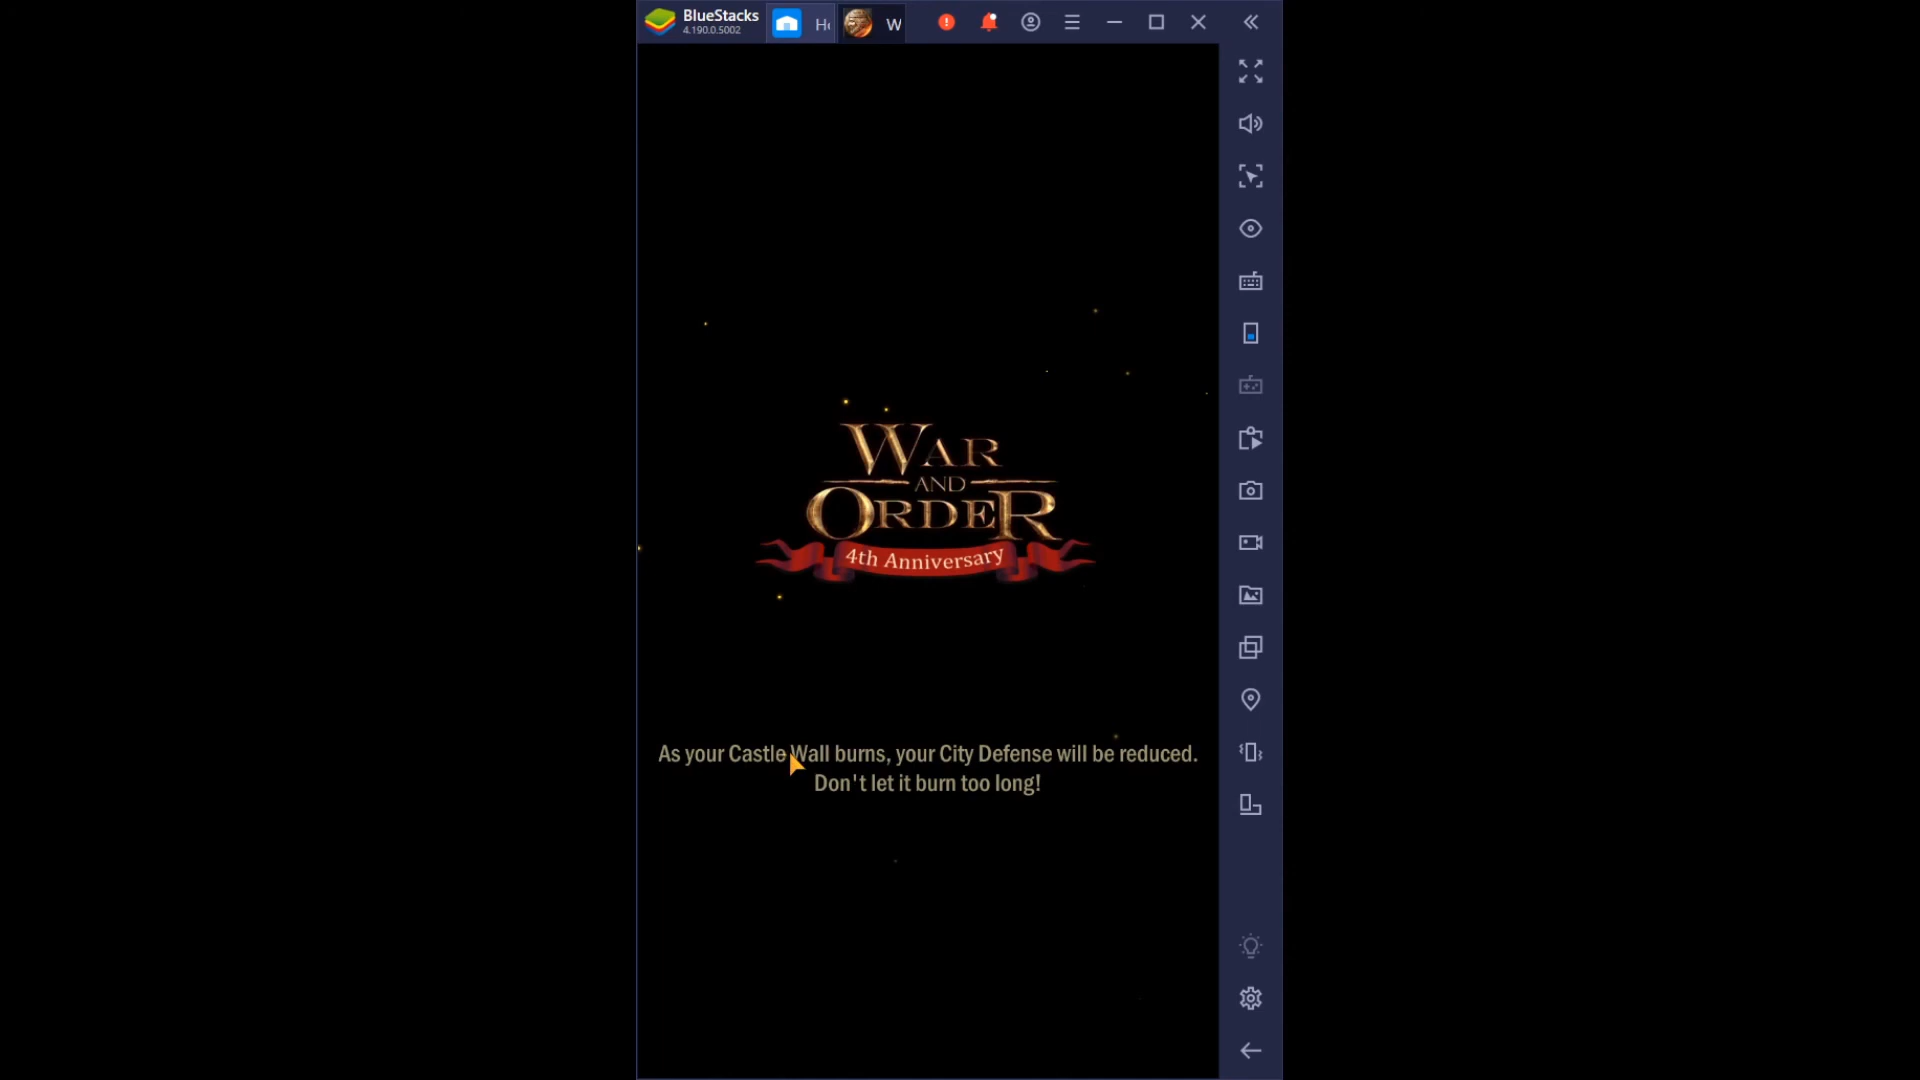 BlueStacks
4.190.0.5002
W
WAR
AND
ORDER
4th Anniversary
As your Castle Wall burns, your City Defense will be reduced.
Don't let it burn too long!